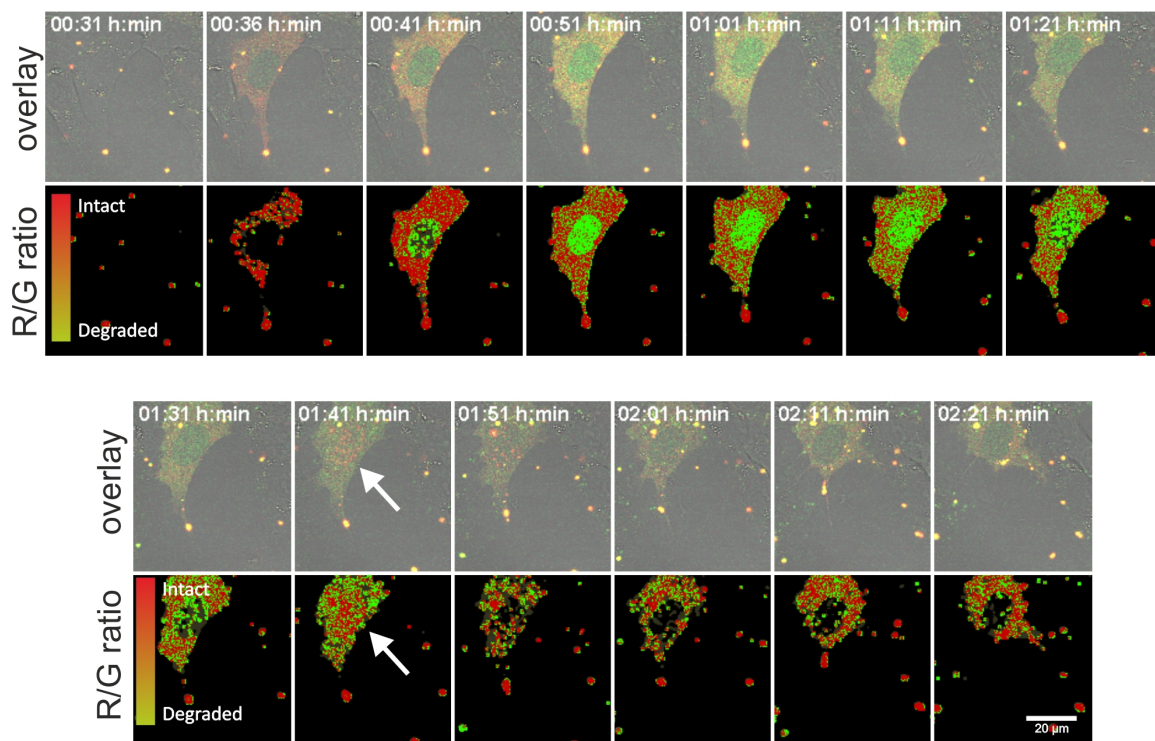 overlay
00:31 h:min
00:36 h:min
00:41 h:min
00:51 h:min
01:01 h:min
01:11 h:min
01:21 h:min
R/G ratio
Intact
Degraded
overlay
01:31 h:min
01:41 h:min
01:51 h:min
02:01 h:min
02:11 h:min
02:21 h:min
R/G ratio
Intact
Degraded
20 µm